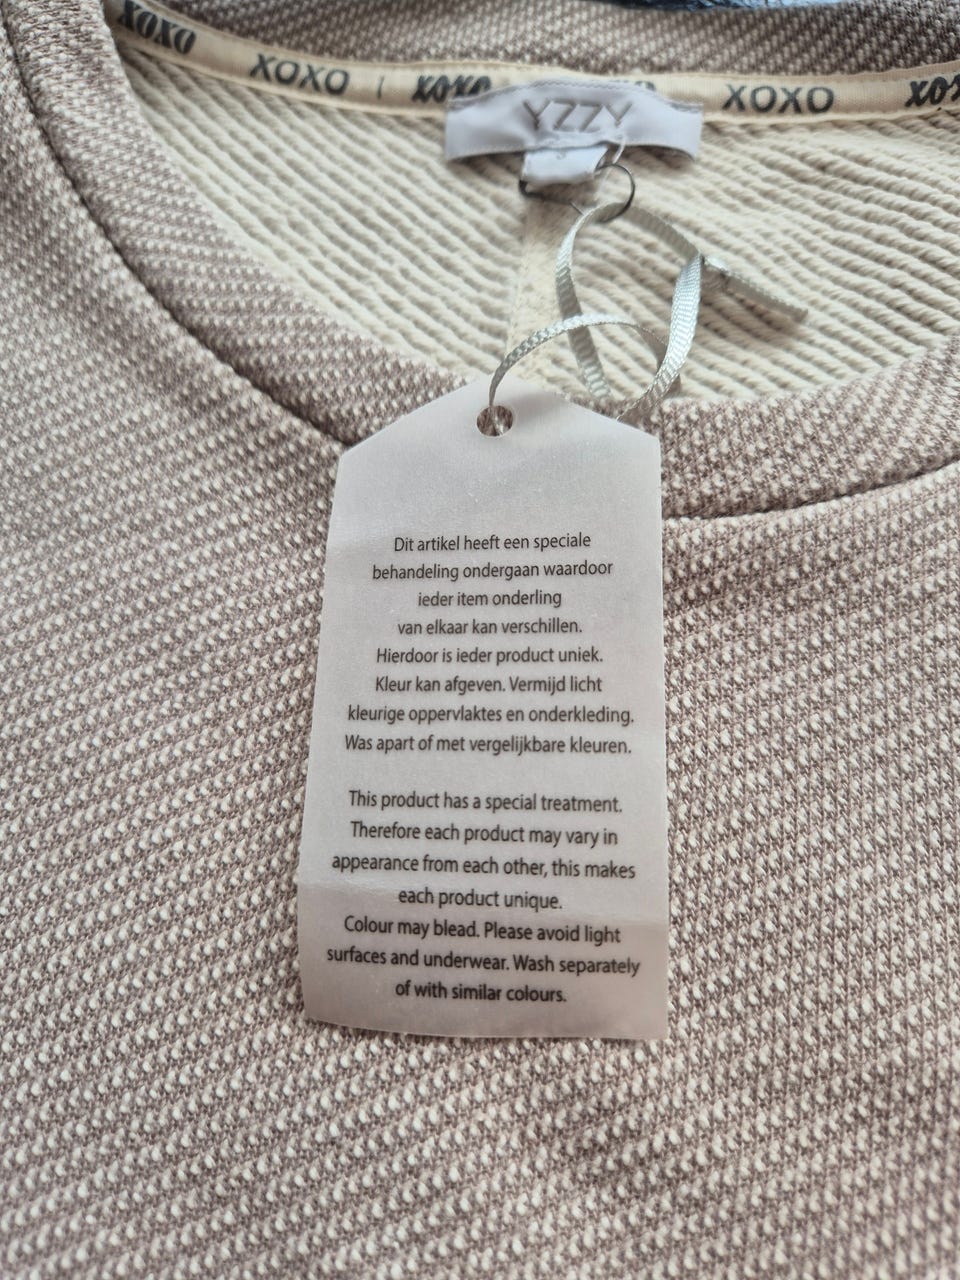 XOXO
XOXO
XOXO
XOXO
YZZY
S
Dit artikel heeft een speciale
behandeling ondergaan waardoor
ieder item onderling
van elkaar kan verschillen.
Hierdoor is ieder product uniek.
Kleur kan afgeven. Vermijd licht
kleurige oppervlaktes en onderkleding.
Was apart of met vergelijkbare kleuren.
This product has a special treatment.
Therefore each product may vary in
appearance from each other, this makes
each product unique.
Colour may blead. Please avoid light
surfaces and underwear. Wash separately
of with similar colours.